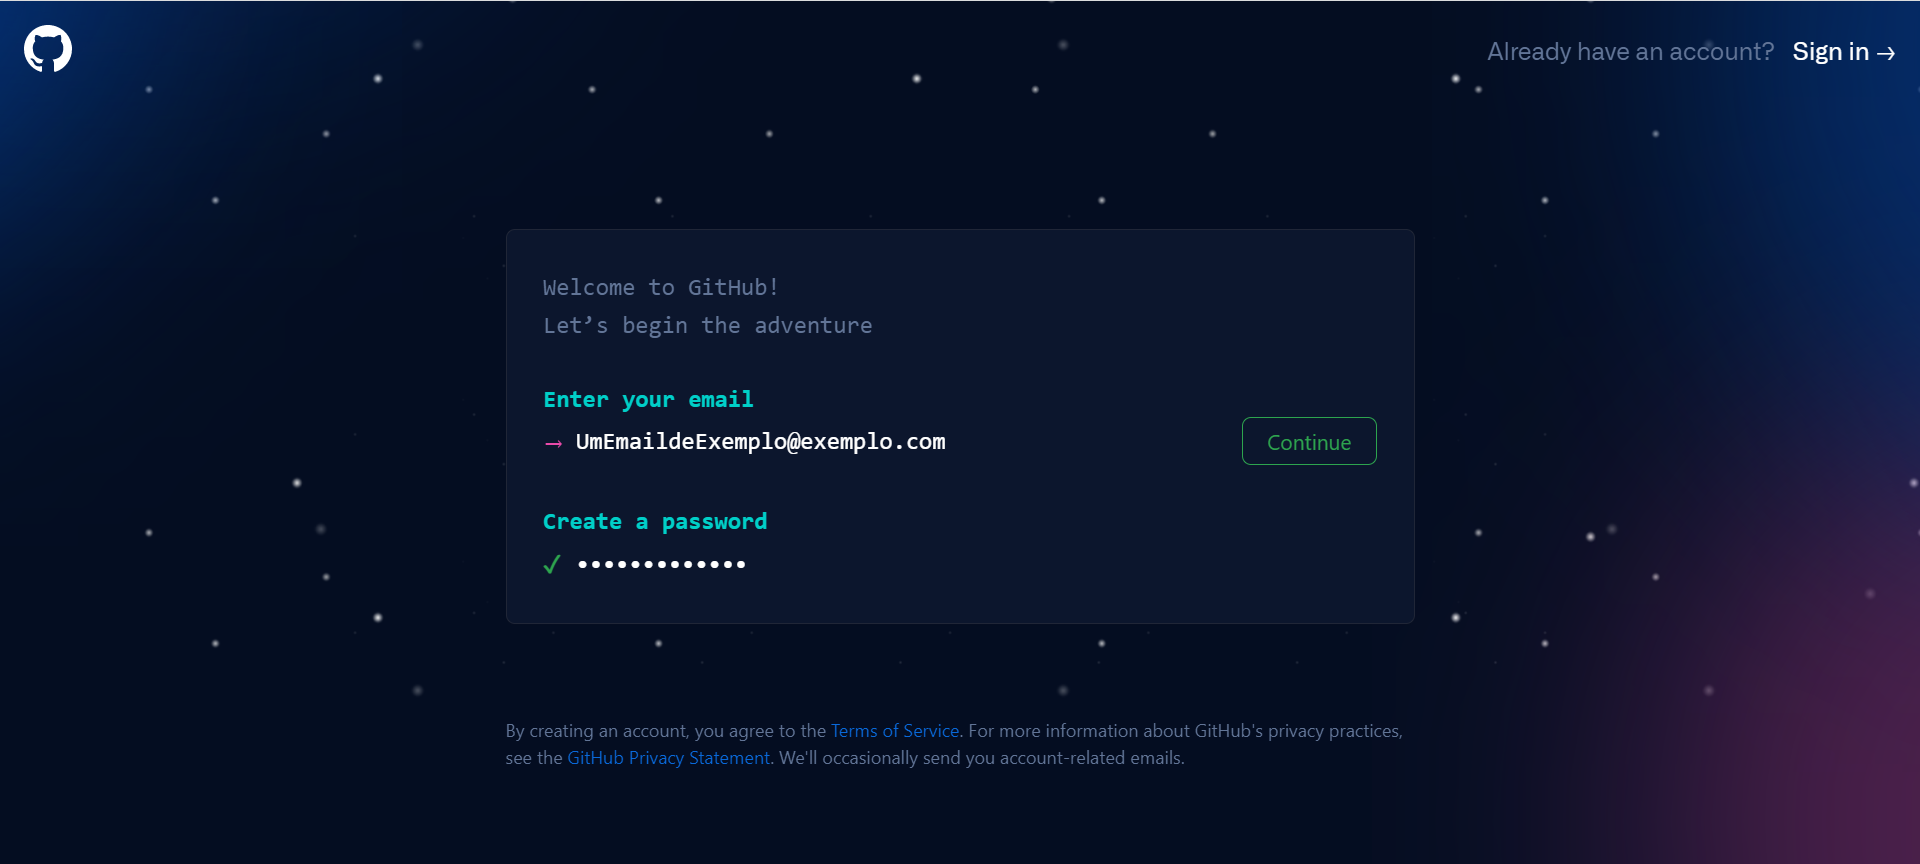 Already have an account? Sign in →
Welcome to GitHub!
Let’s begin the adventure
Enter your email
→ UmEmaildeExemplo@exemplo.com
Continue
Create a password
✓ •••••••••••••
By creating an account, you agree to the Terms of Service. For more information about GitHub's privacy practices,
see the GitHub Privacy Statement. We'll occasionally send you account-related emails.